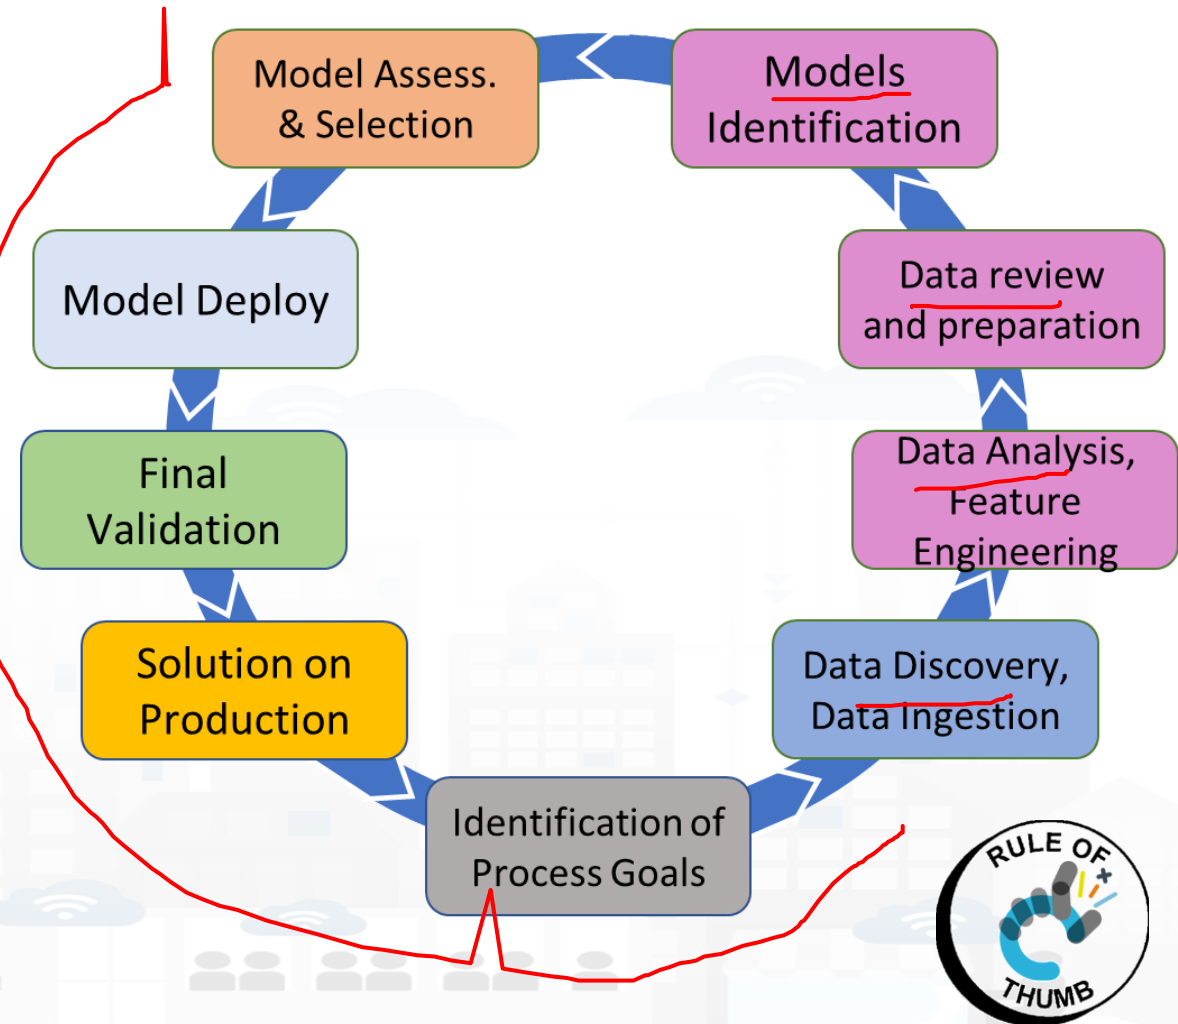 Model Assess.
& Selection
Models
Identification
Model Deploy
Data review
and preparation
Final
Validation
Data Analysis,
Feature
Engineering
Solution on
Production
Data Discovery,
Data Ingestion
Identification of
Process Goals
RULE OF
THUMB